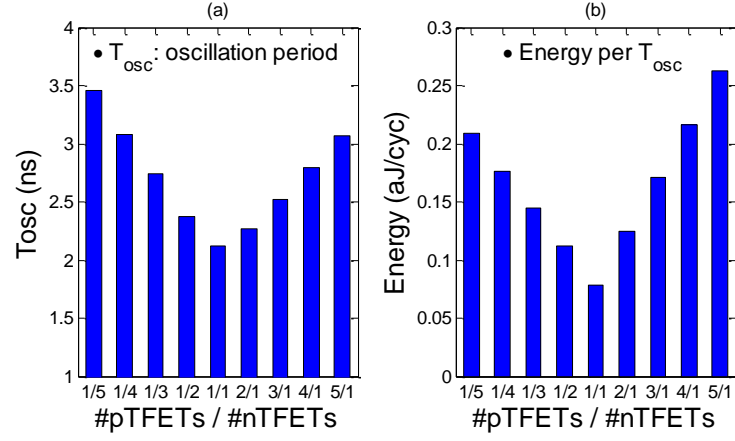 (a)
4
3.5
3
2.5
2
1.5
1
Tosc (ns)
• Tosc: oscillation period
1/5 1/4 1/3 1/2 1/1 2/1 3/1 4/1 5/1
#pTFETs / #nTFETs
(b)
0.3
0.25
0.2
0.15
0.1
0.05
0
Energy (aJ/cyc)
• Energy per Tosc
1/5 1/4 1/3 1/2 1/1 2/1 3/1 4/1 5/1
#pTFETs / #nTFETs